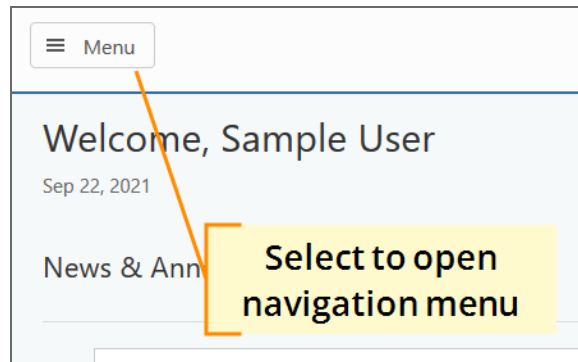 Menu
Welcome, Sample User
Sep 22, 2021
News & Ann
Select to open
navigation menu